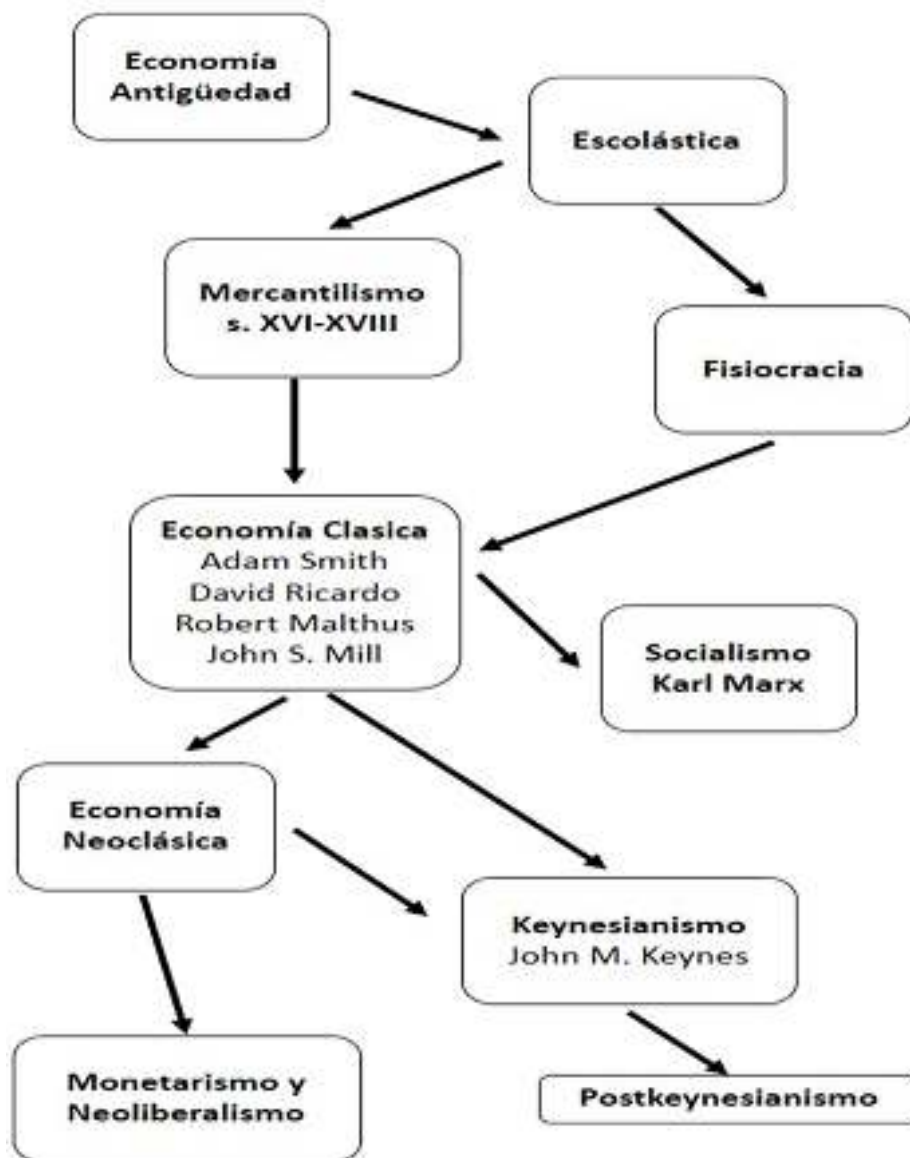 Economía
Antigüedad
Escolástica
Mercantilismo
s. XVI-XVIII
Fisiocracia
Economía Clasica
Adam Smith
David Ricardo
Robert Malthus
John S. Mill
Socialismo
Karl Marx
Economía
Neoclásica
Keynesianismo
John M. Keynes
Monetarismo y
Neoliberalismo
Postkeynesianismo